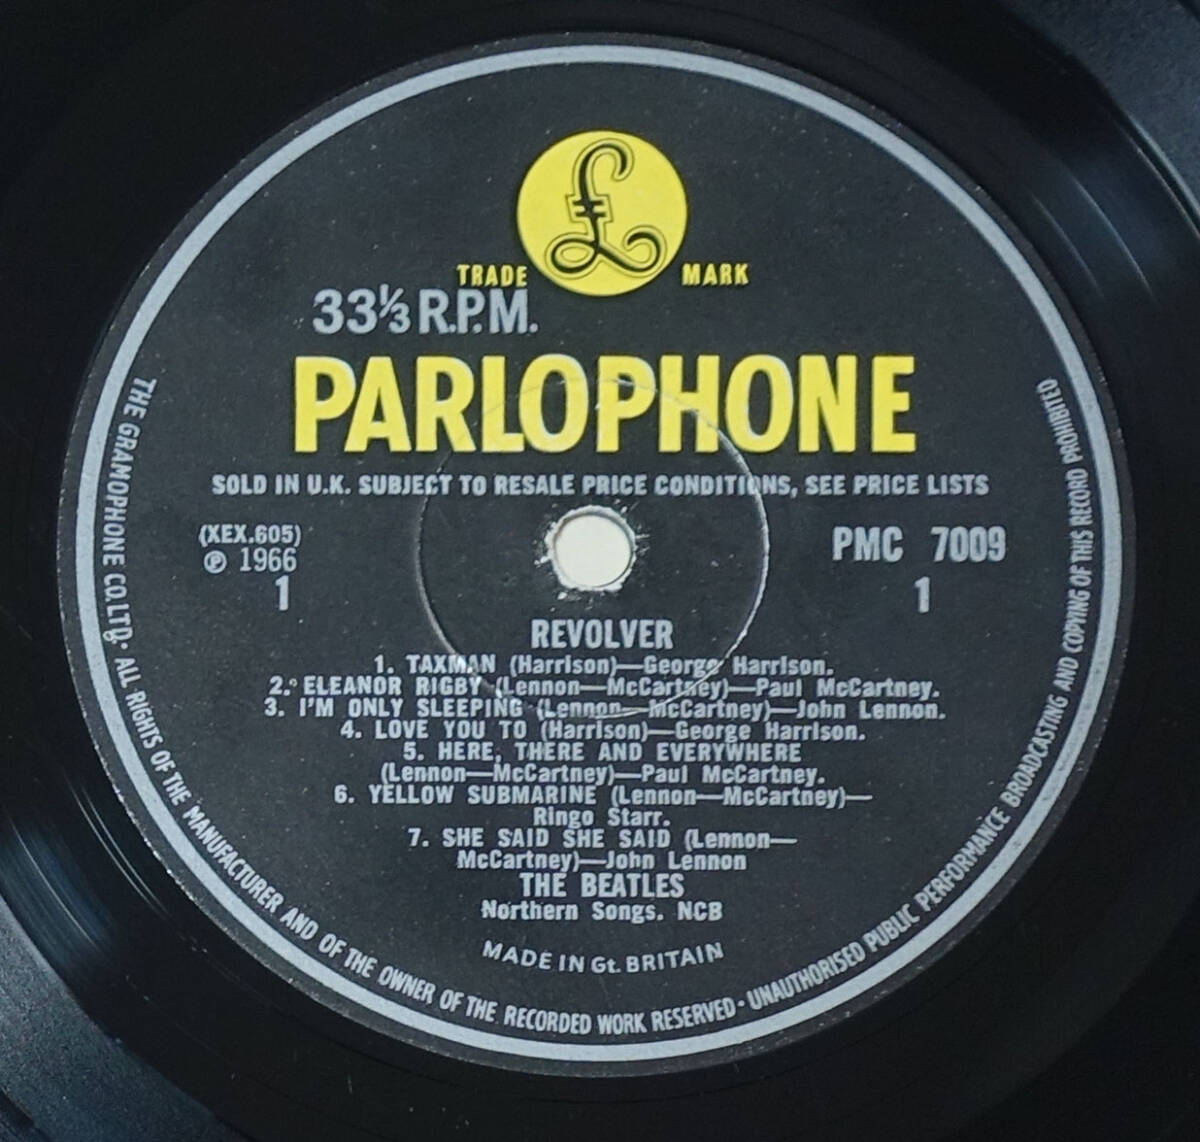 £
TRADE MARK
33⅓ R.P.M.
PARLOPHONE
SOLD IN U.K. SUBJECT TO RESALE PRICE CONDITIONS, SEE PRICE LISTS
(XEX.605)
℗ 1966
1
PMC 7009
1
REVOLVER
1. TAXMAN (Harrison)—George Harrison.
2. ELEANOR RIGBY (Lennon—McCartney)—Paul McCartney.
3. I'M ONLY SLEEPING (Lennon—McCartney)—John Lennon.
4. LOVE YOU TO (Harrison)—George Harrison.
5. HERE, THERE AND EVERYWHERE
(Lennon—McCartney)—Paul McCartney.
6. YELLOW SUBMARINE (Lennon—McCartney)—
Ringo Starr.
7. SHE SAID SHE SAID (Lennon—
McCartney)—John Lennon
THE BEATLES
Northern Songs. NCB
MADE IN Gt. BRITAIN
THE GRAMOPHONE CO. LTD. · ALL RIGHTS OF THE MANUFACTURER AND OF THE OWNER OF THE RECORDED WORK RESERVED · UNAUTHORISED PUBLIC PERFORMANCE BROADCASTING AND COPYING OF THIS RECORD PROHIBITED